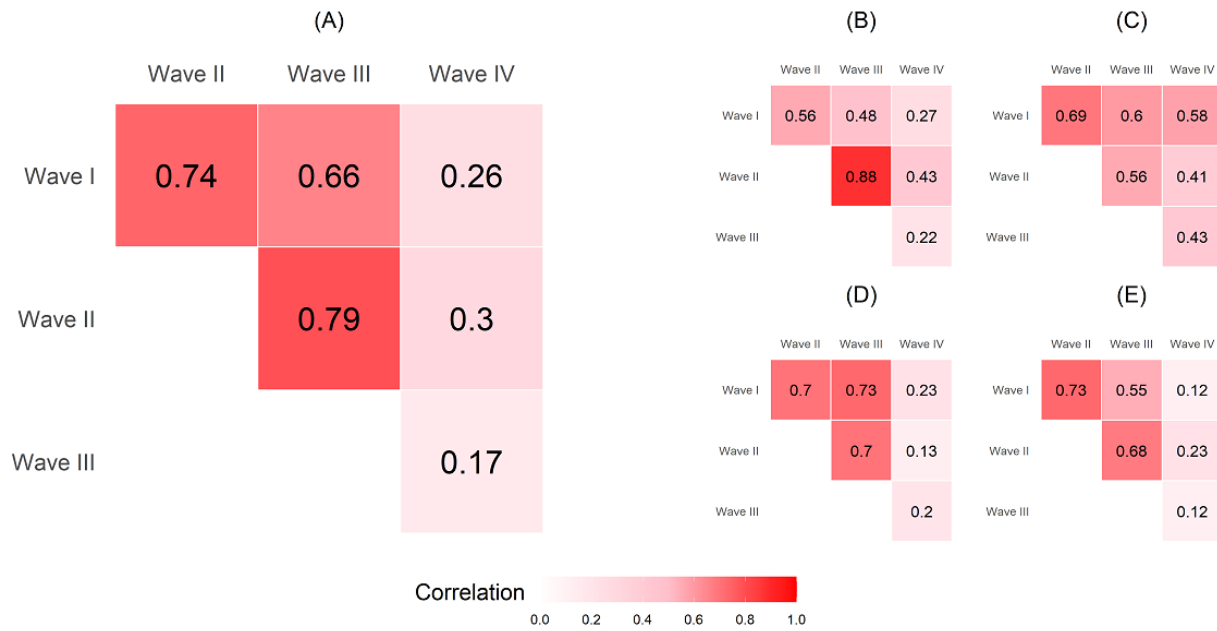 (A)
Wave II Wave III Wave IV
Wave I 0.74 0.66 0.26
Wave II 0.79 0.3
Wave III 0.17
(B)
Wave II Wave III Wave IV
Wave I 0.56 0.48 0.27
Wave II 0.88 0.43
Wave III 0.22
(C)
Wave II Wave III Wave IV
Wave I 0.69 0.6 0.58
Wave II 0.56 0.41
Wave III 0.43
(D)
Wave II Wave III Wave IV
Wave I 0.7 0.73 0.23
Wave II 0.7 0.13
Wave III 0.2
(E)
Wave II Wave III Wave IV
Wave I 0.73 0.55 0.12
Wave II 0.68 0.23
Wave III 0.12
Correlation
0.0 0.2 0.4 0.6 0.8 1.0